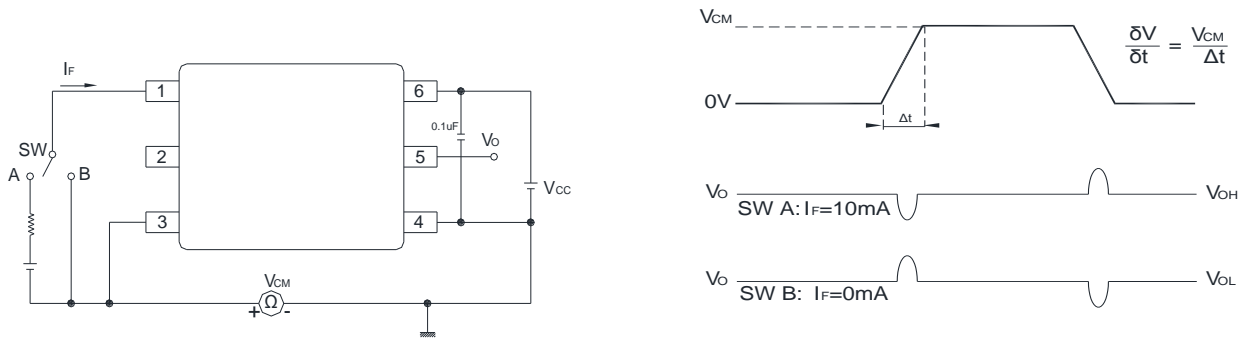 IF
SW
A
B
1
2
3
6
5
4
0.1uF
VO
VCC
VCM
+ Ω -
VCM
0V
Δt
δV/δt = VCM/Δt
VO
SW A: IF=10mA
VOH
VO
SW B: IF=0mA
VOL